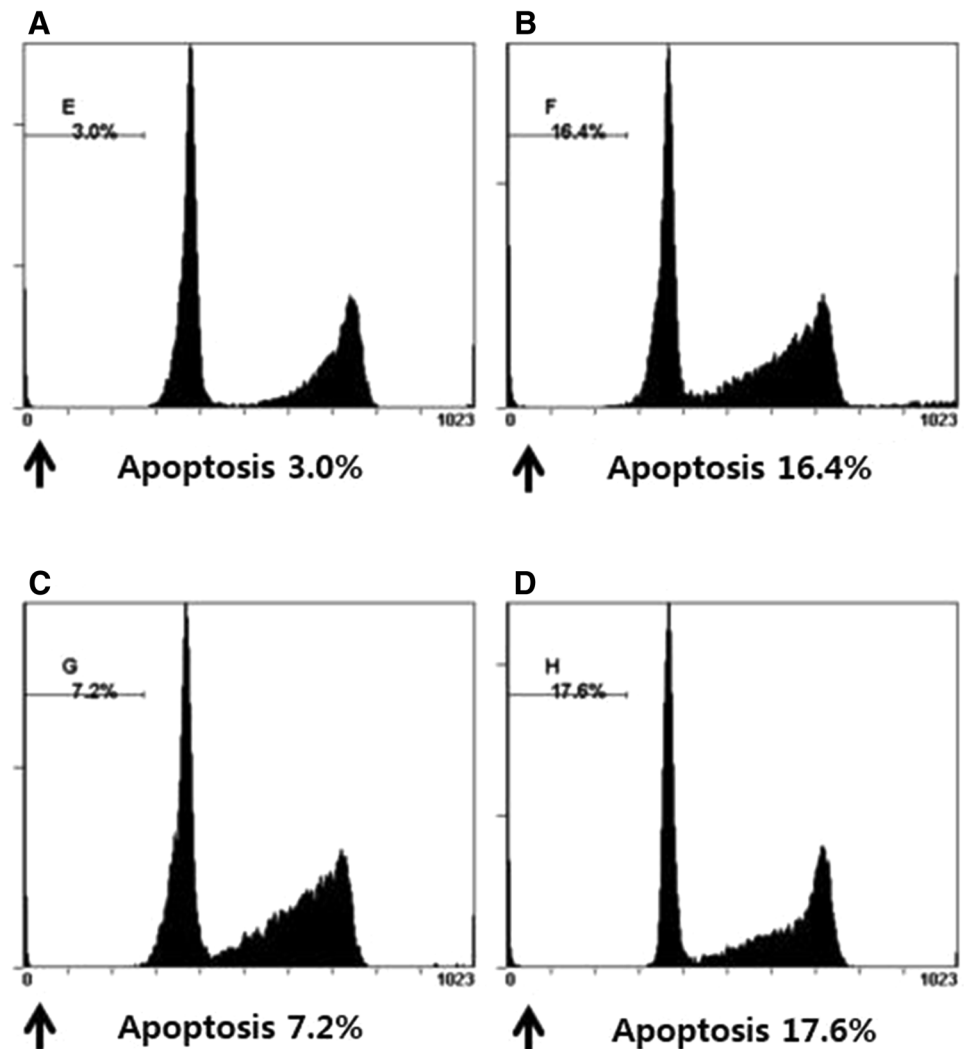 A
B
E
3.0%
F
16.4%
0
1023
0
1023
Apoptosis 3.0%
Apoptosis 16.4%
C
D
G
7.2%
H
17.6%
0
1023
0
1023
Apoptosis 7.2%
Apoptosis 17.6%